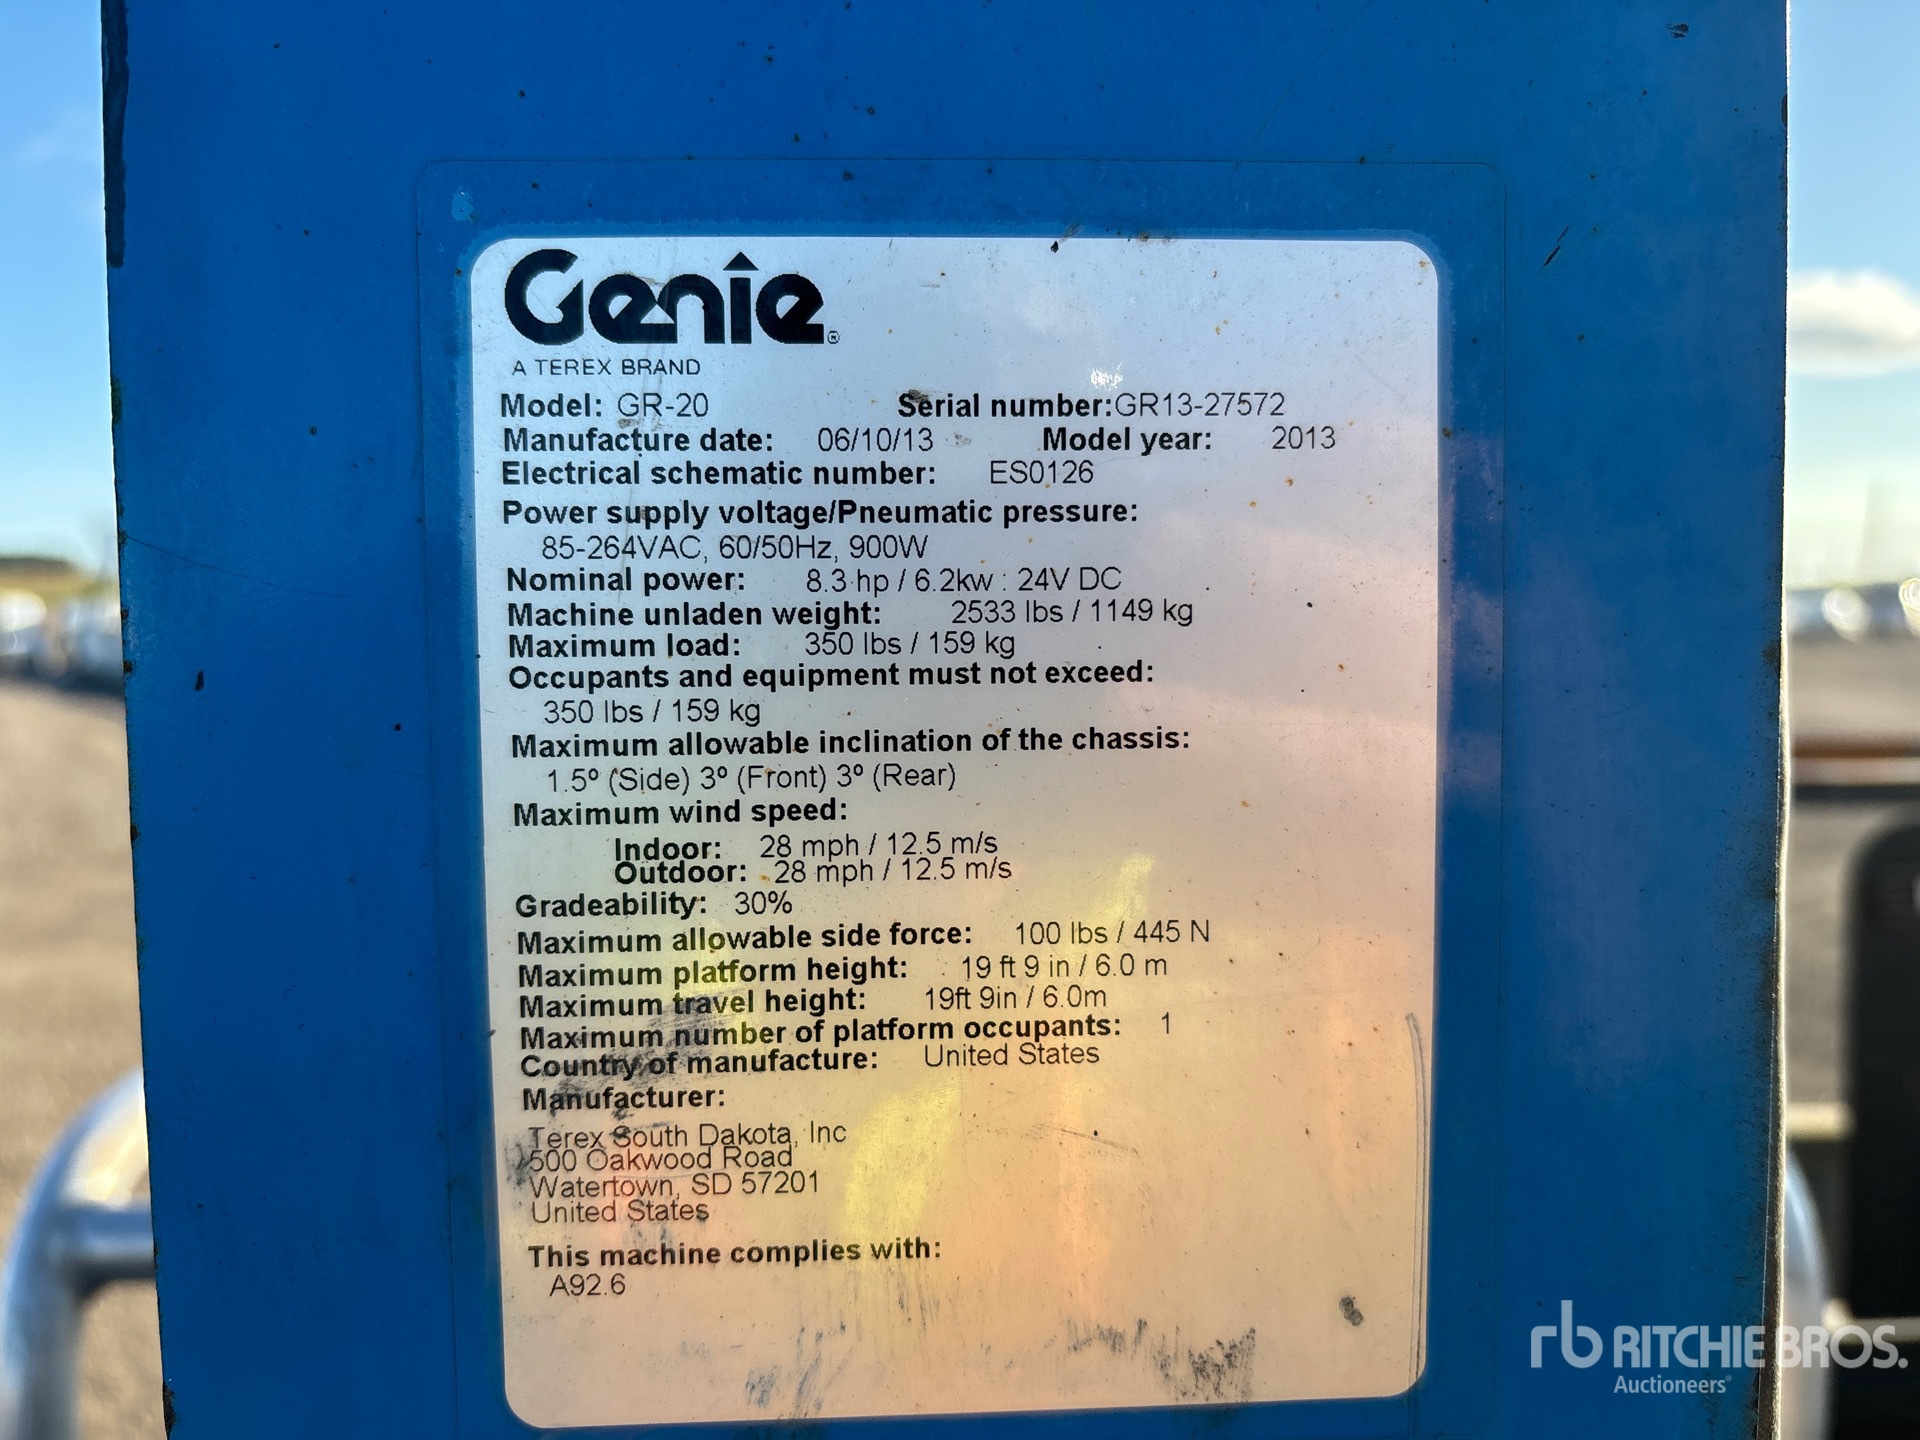 Genie®
A TEREX BRAND
Model: GR-20 Serial number:GR13-27572
Manufacture date: 06/10/13 Model year: 2013
Electrical schematic number: ES0126
Power supply voltage/Pneumatic pressure:
85-264VAC, 60/50Hz, 900W
Nominal power: 8.3 hp / 6.2kw : 24V DC
Machine unladen weight: 2533 lbs / 1149 kg
Maximum load: 350 lbs / 159 kg
Occupants and equipment must not exceed:
350 lbs / 159 kg
Maximum allowable inclination of the chassis:
1.5º (Side) 3º (Front) 3º (Rear)
Maximum wind speed:
Indoor: 28 mph / 12.5 m/s
Outdoor: 28 mph / 12.5 m/s
Gradeability: 30%
Maximum allowable side force: 100 lbs / 445 N
Maximum platform height: 19 ft 9 in / 6.0 m
Maximum travel height: 19ft 9in / 6.0m
Maximum number of platform occupants: 1
Country of manufacture: United States
Manufacturer:
Terex South Dakota, Inc
500 Oakwood Road
Watertown, SD 57201
United States
This machine complies with:
A92.6
rb RITCHIE BROS.
Auctioneers®